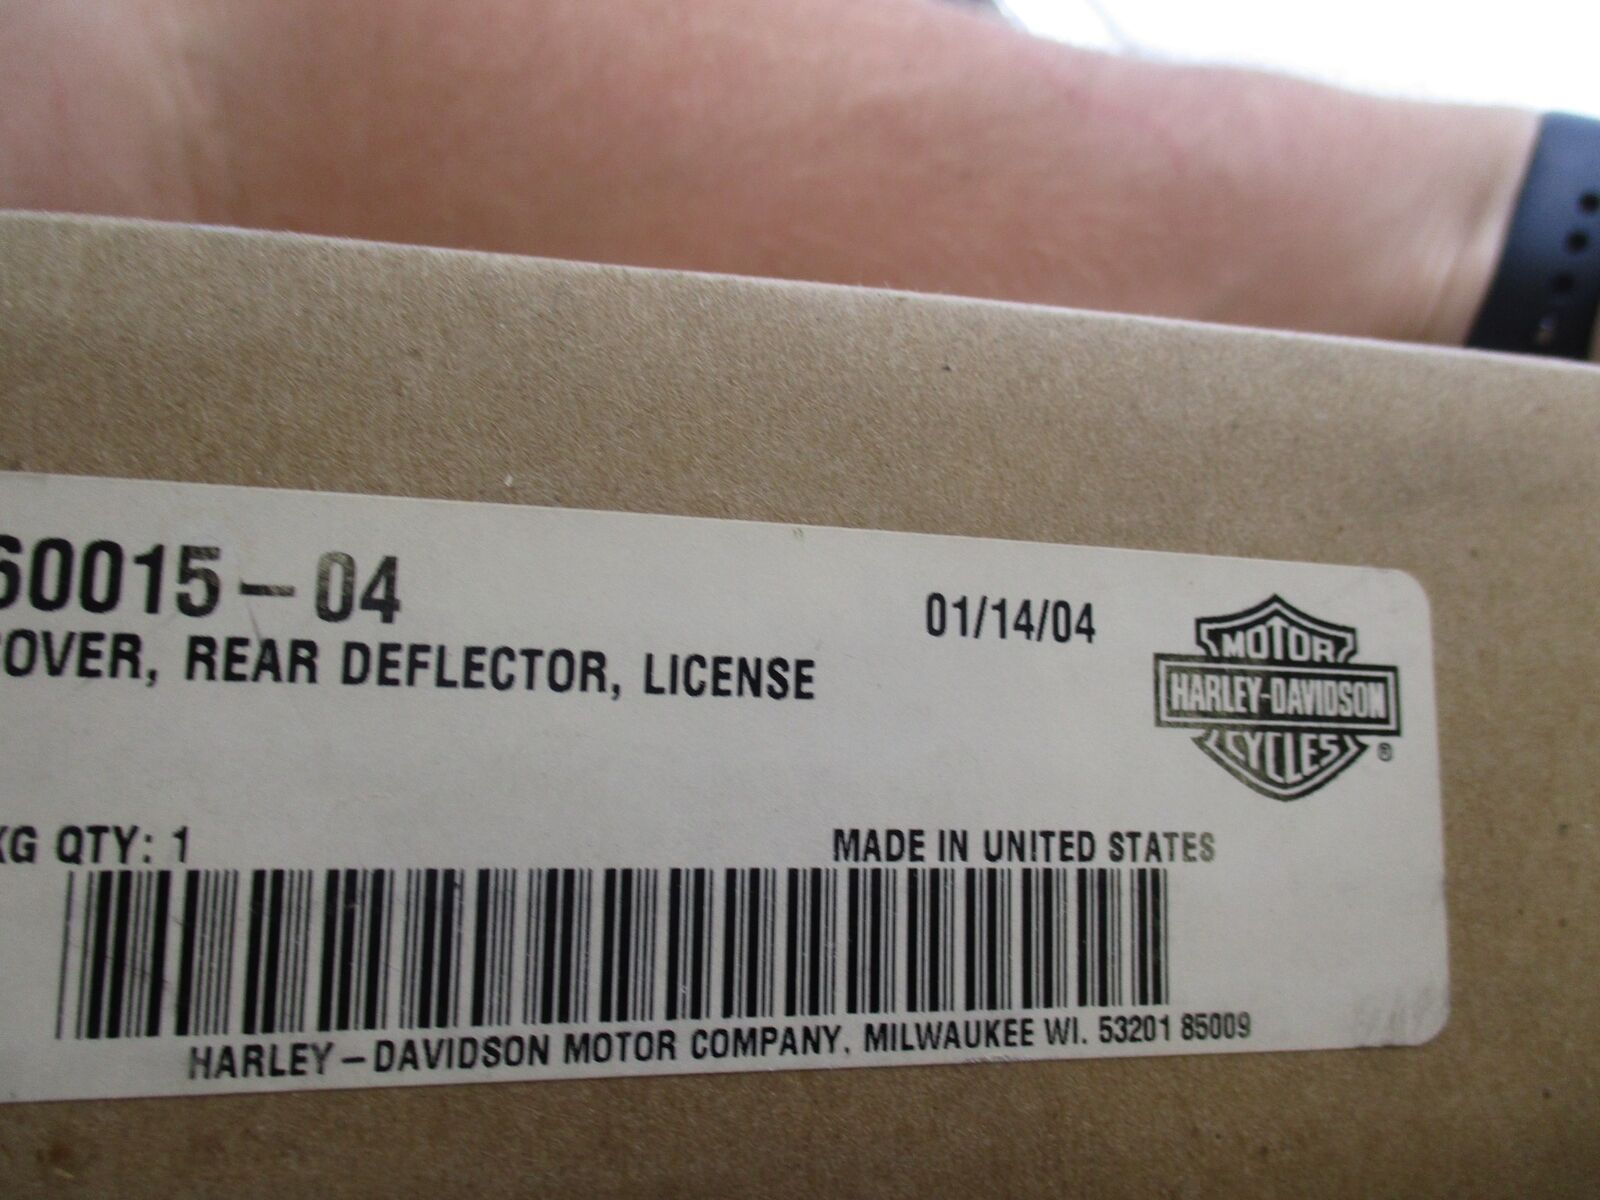 60015-04
OVER, REAR DEFLECTOR, LICENSE
01/14/04
MOTOR
HARLEY-DAVIDSON
CYCLES
®
KG QTY: 1
MADE IN UNITED STATES
HARLEY-DAVIDSON MOTOR COMPANY. MILWAUKEE WI. 53201 85009